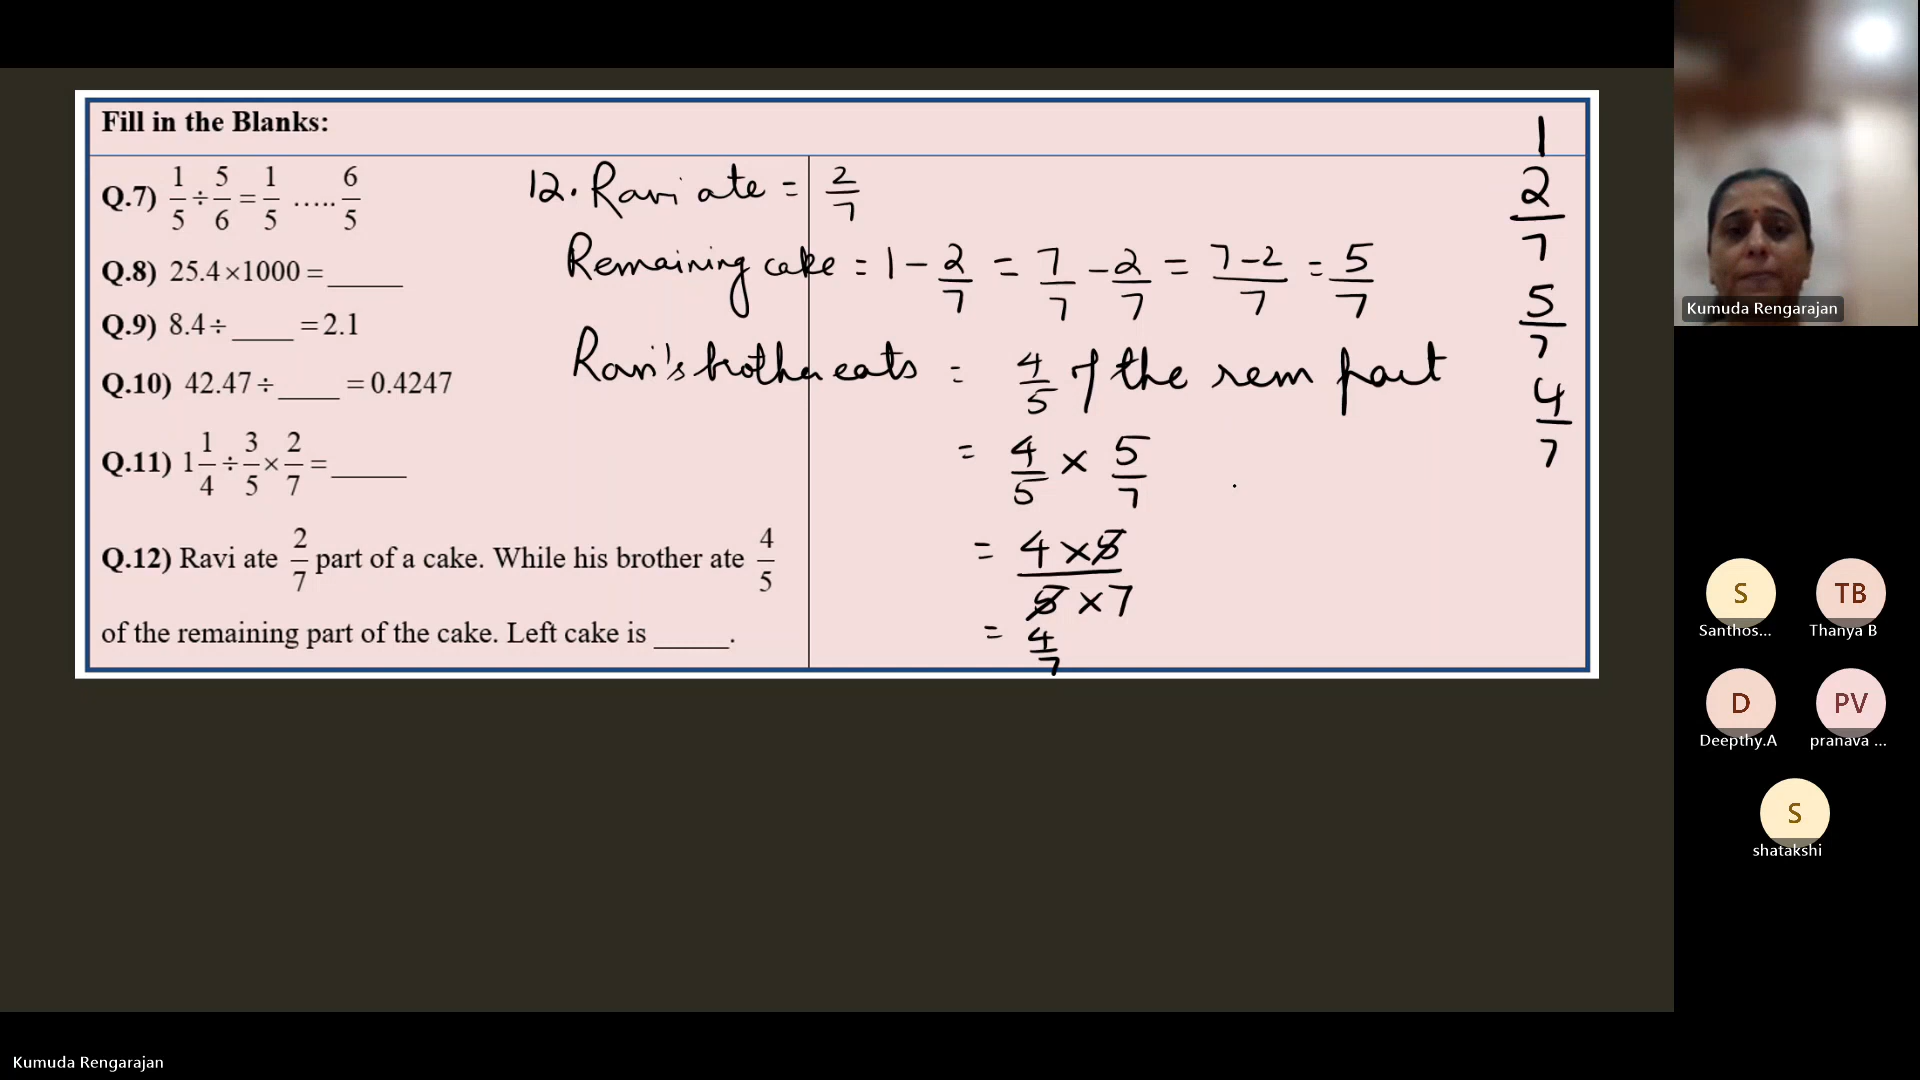 Fill in the Blanks:
Q.7) 1/5 ÷ 5/6 = 1/5 ..... 6/5
Q.8) 25.4 × 1000 = _____
Q.9) 8.4 ÷ ____ = 2.1
Q.10) 42.47 ÷ ____ = 0.4247
Q.11) 1 1/4 ÷ 3/5 × 2/7 = _____
Q.12) Ravi ate 2/7 part of a cake. While his brother ate 4/5
of the remaining part of the cake. Left cake is _____.
12. Ravi ate = 2/7
Remaining cake = 1 - 2/7 = 7/7 - 2/7 = 7-2/7 = 5/7
Ravi's brother eats = 4/5 of the rem part
= 4/5 × 5/7
= 4 × 5/5 × 7
= 4/7
1
2/7
5/7
4/7
Kumuda Rengarajan
S
Santhos...
TB
Thanya B
D
Deepthy.A
PV
pranava ...
S
shatakshi
Kumuda Rengarajan